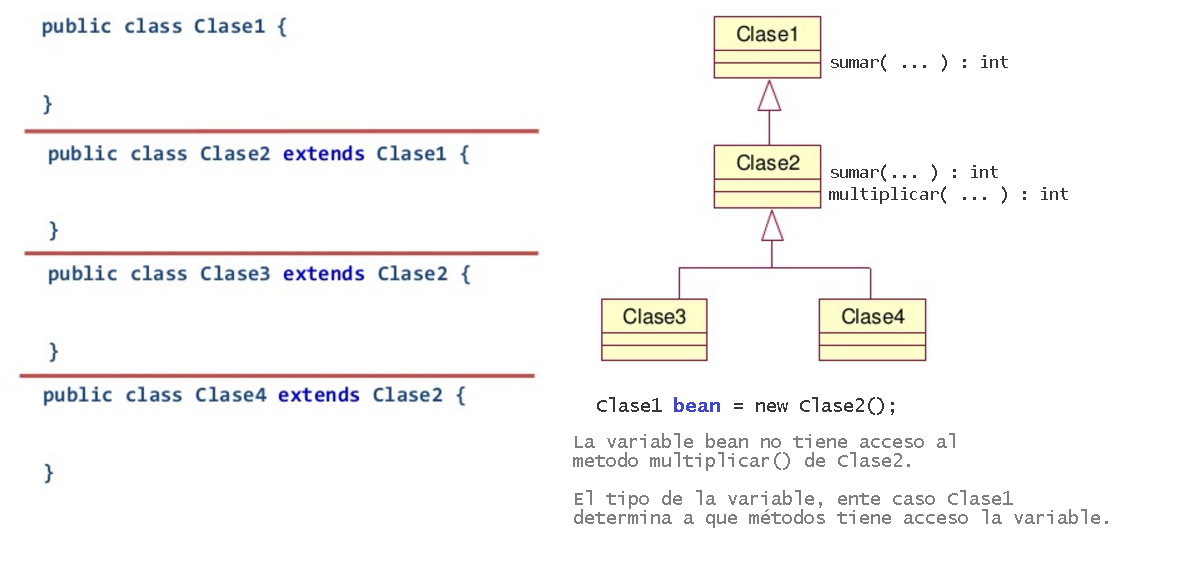 public class Clase1 {
}
public class Clase2 extends Clase1 {
}
public class Clase3 extends Clase2 {
}
public class Clase4 extends Clase2 {
}
Clase1
sumar( ... ) : int
Clase2
sumar(... ) : int
multiplicar( ... ) : int
Clase3
Clase4
Clase1 bean = new Clase2();
La variable bean no tiene acceso al
metodo multiplicar() de Clase2.
El tipo de la variable, ente caso Clase1
determina a que métodos tiene acceso la variable.